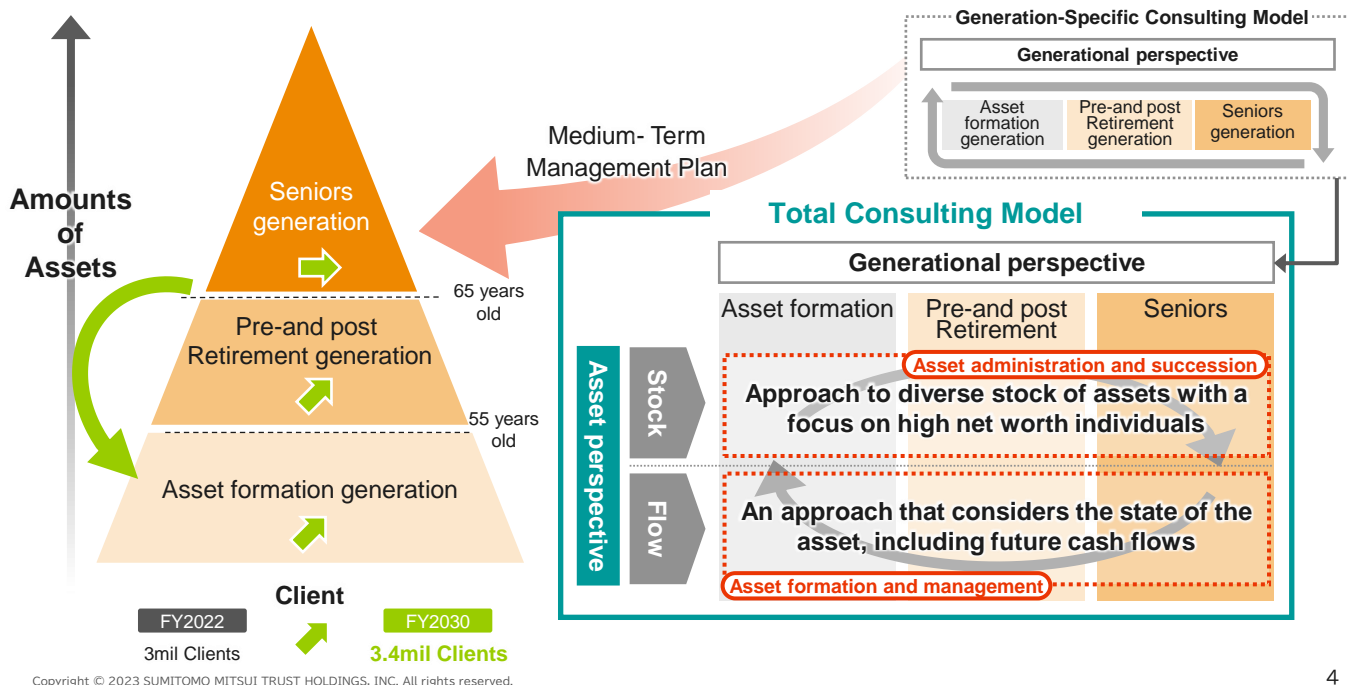 Amounts
of
Assets
Seniors
generation
65 years
old
Pre-and post
Retirement generation
55 years
old
Asset formation generation
Client
FY2022
3mil Clients
FY2030
3.4mil Clients
Medium- Term
Management Plan
Generation-Specific Consulting Model
Generational perspective
Asset
formation
generation
Pre-and post
Retirement
generation
Seniors
generation
Total Consulting Model
Generational perspective
Asset formation
Pre-and post
Retirement
Seniors
Asset perspective
Stock
Asset administration and succession
Approach to diverse stock of assets with a
focus on high net worth individuals
Flow
An approach that considers the state of the
asset, including future cash flows
Asset formation and management
Copyright © 2023 SUMITOMO MITSUI TRUST HOLDINGS, INC. All rights reserved.
4